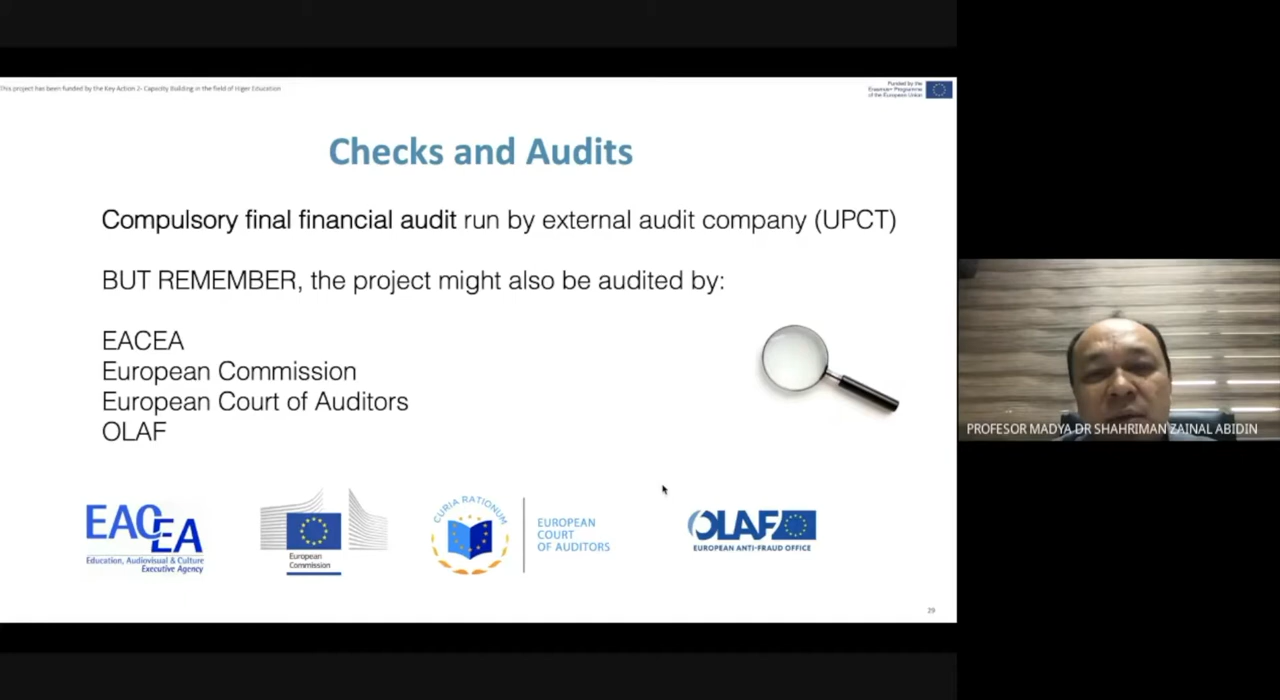 This project has been funded by the Key Action 2- Capacity Building in the field of Higer Education
Funded by the
Erasmus+ Programme
of the European Union
Checks and Audits
Compulsory final financial audit run by external audit company (UPCT)
BUT REMEMBER, the project might also be audited by:
EACEA
European Commission
European Court of Auditors
OLAF
EACEA
Education, Audiovisual & Culture
Executive Agency
European
Commission
CURIA RATIONUM
EUROPEAN
COURT
OF AUDITORS
OLAF
EUROPEAN ANTI-FRAUD OFFICE
29
PROFESOR MADYA DR SHAHRIMAN ZAINAL ABIDIN